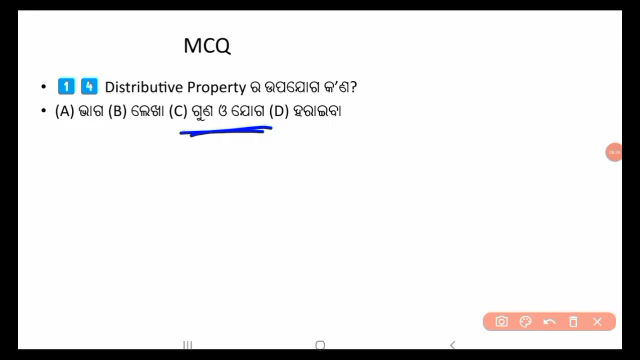 MCQ
• 1 4 Distributive Property ର ଉପଯୋଗ କ'ଣ?
• (A) ଭାଗ (B) ଲେଖା (C) ଗୁଣ ଓ ଯୋଗ (D) ହରାଇବା